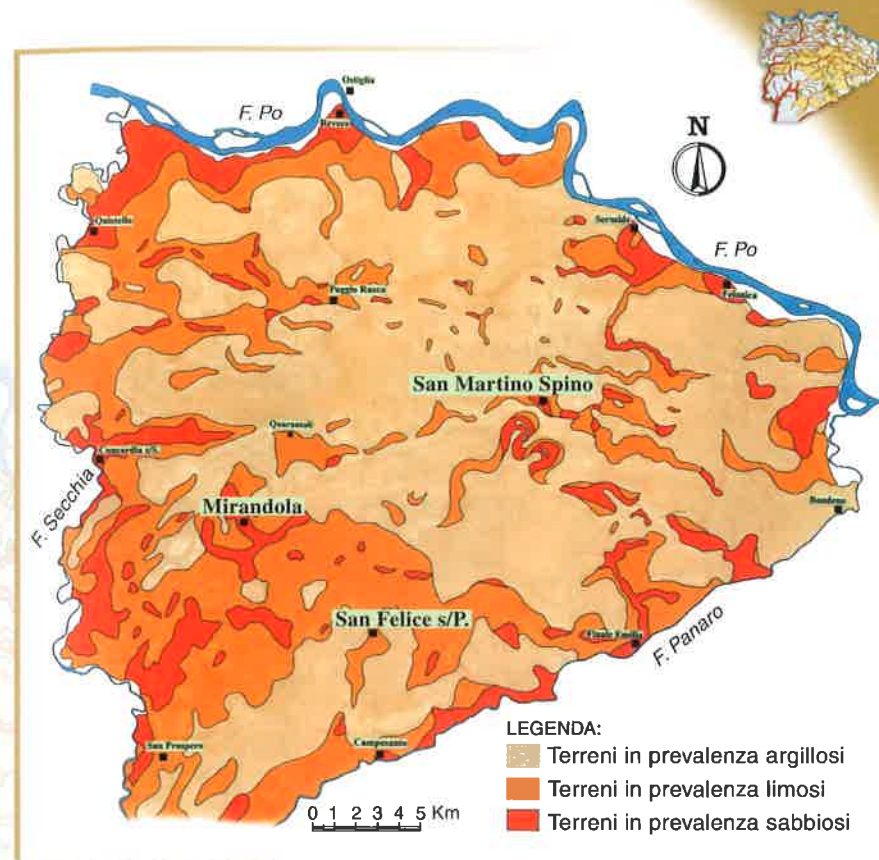 Ostiglia
F. Po
Revere
N
Quistello
Sermide
F. Po
Poggio Rusco
Felonica
San Martino Spino
Quarantoli
Concordia s/S.
F. Secchia
Mirandola
Bondeno
San Felice s/P.
Finale Emilia
F. Panaro
San Prospero
Camposanto
LEGENDA:
Terreni in prevalenza argillosi
Terreni in prevalenza limosi
Terreni in prevalenza sabbiosi
0 1 2 3 4 5 Km